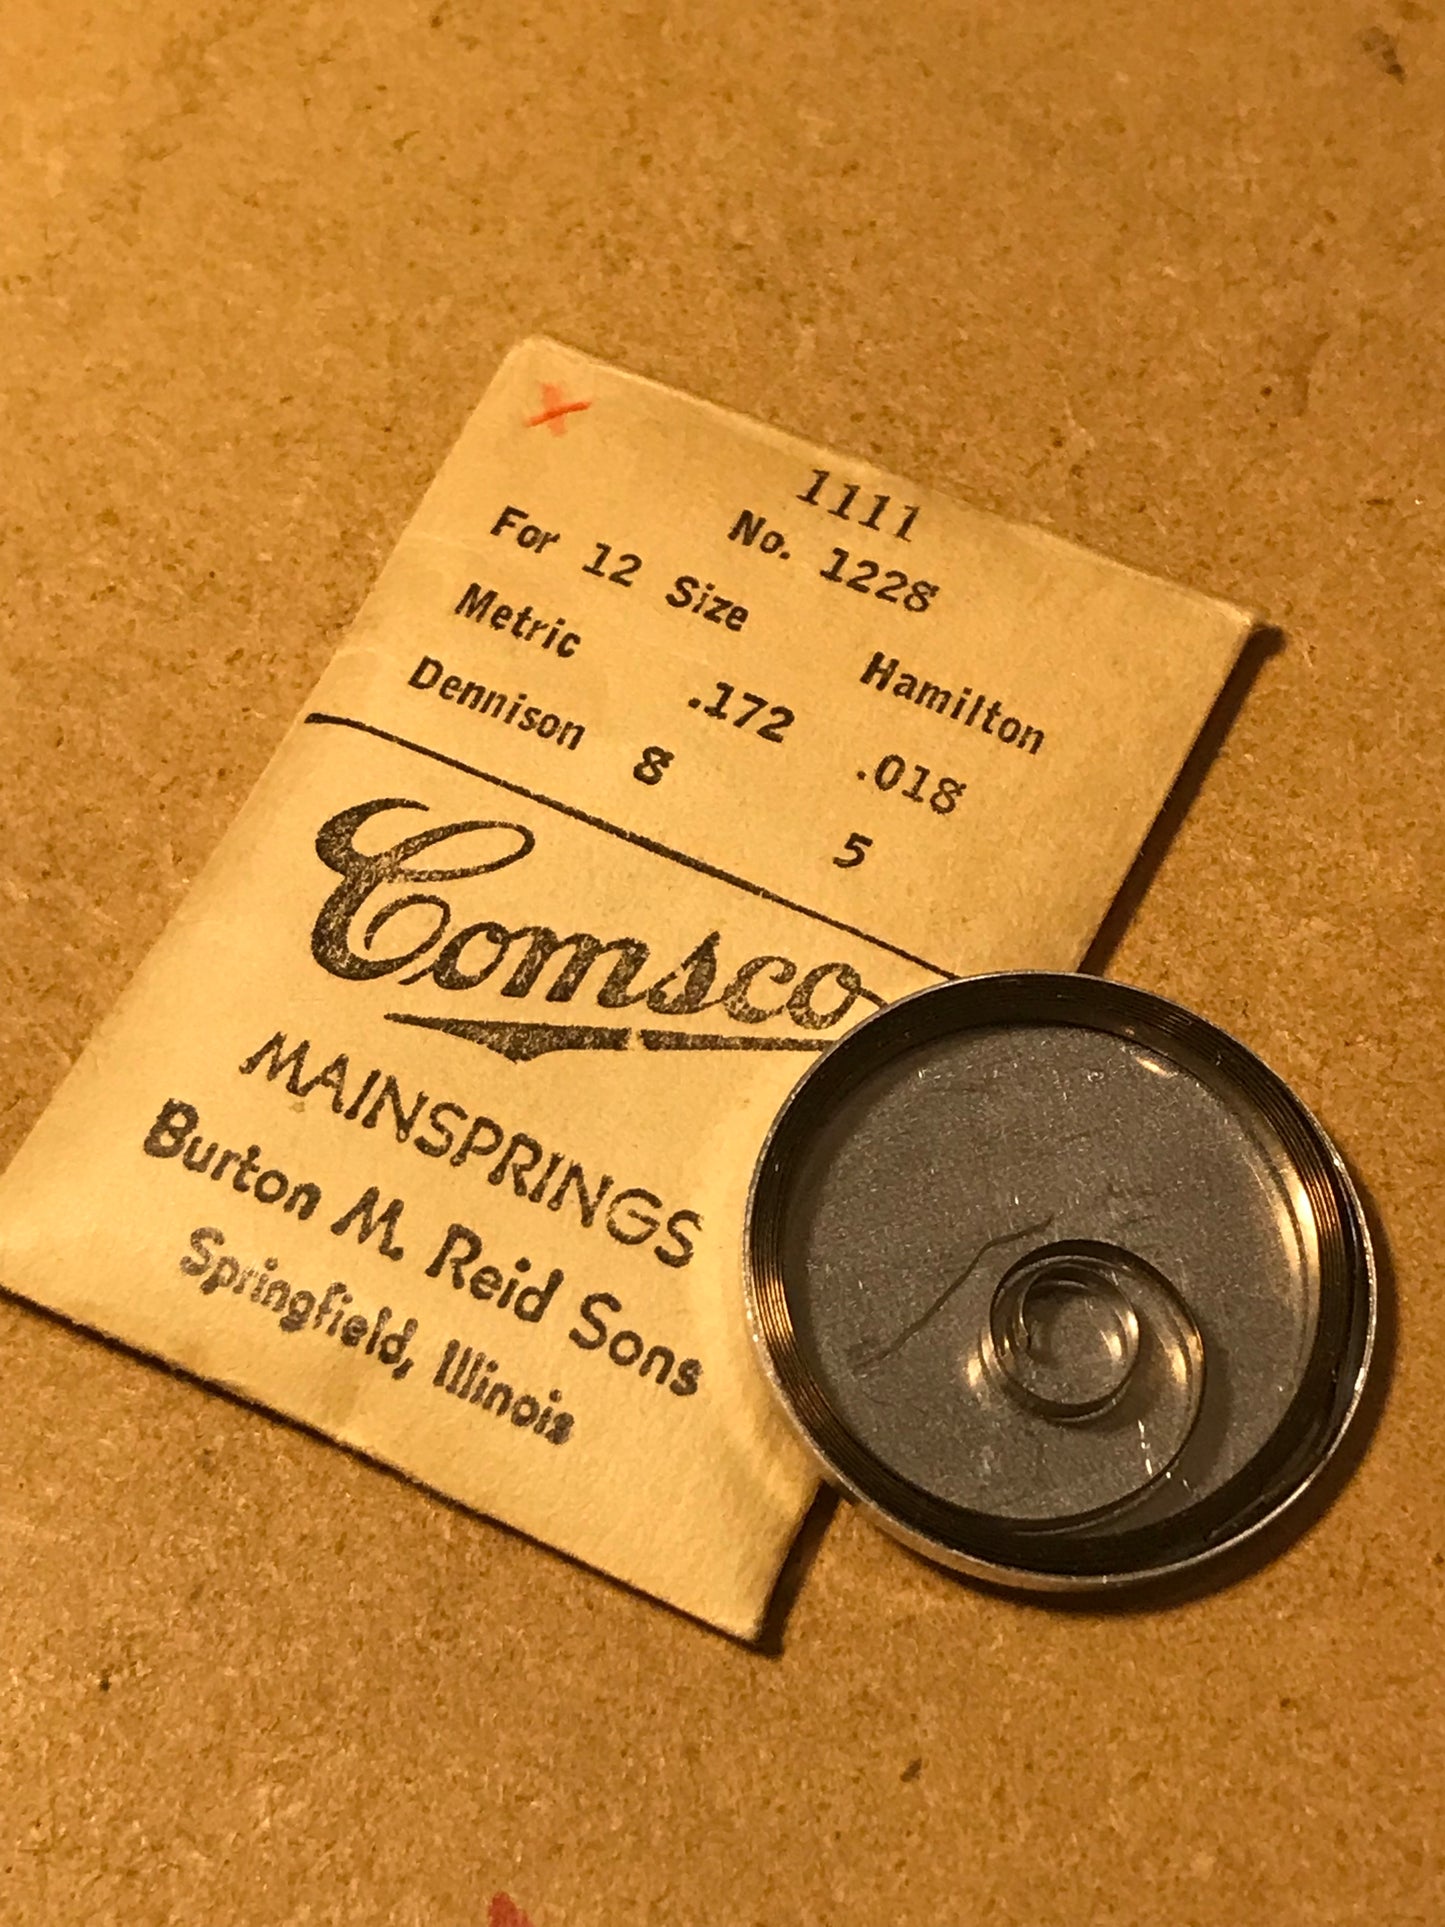 1111
No. 1228
For 12 Size Hamilton
Metric .172 .018
Dennison 8 5
Comsco
MAINSPRINGS
Burton M. Reid Sons
Springfield, Illinois